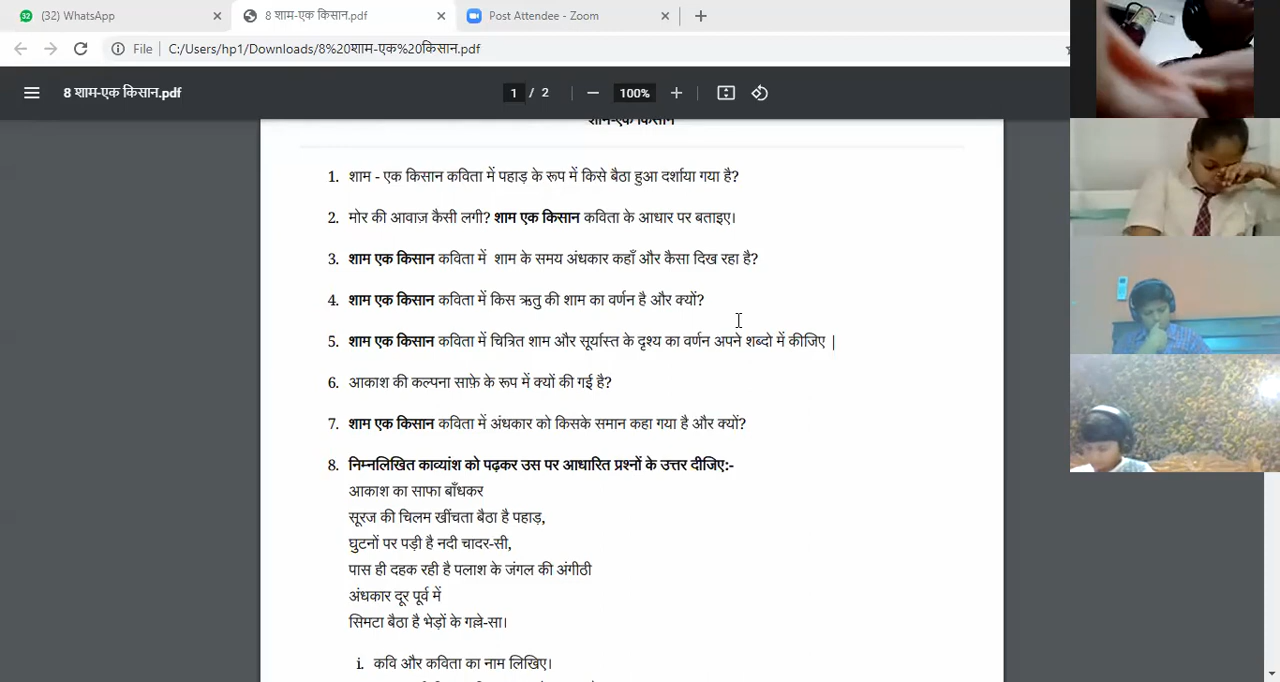 (32) WhatsApp
8 शाम-एक किसान.pdf
Post Attendee - Zoom
File C:/Users/hp1/Downloads/8%20शाम-एक%20किसान.pdf
8 शाम-एक किसान.pdf
1 / 2
100%
शाम-एक किसान
1. शाम - एक किसान कविता में पहाड़ के रूप में किसे बैठा हुआ दर्शाया गया है?
2. मोर की आवाज़ कैसी लगी? शाम एक किसान कविता के आधार पर बताइए।
3. शाम एक किसान कविता में शाम के समय अंधकार कहाँ और कैसा दिख रहा है?
4. शाम एक किसान कविता में किस ऋतु की शाम का वर्णन है और क्यों?
5. शाम एक किसान कविता में चित्रित शाम और सूर्यास्त के दृश्य का वर्णन अपने शब्दो में कीजिए |
6. आकाश की कल्पना साफ़े के रूप में क्यों की गई है?
7. शाम एक किसान कविता में अंधकार को किसके समान कहा गया है और क्यों?
8. निम्नलिखित काव्यांश को पढ़कर उस पर आधारित प्रश्नों के उत्तर दीजिए:-
आकाश का साफा बाँधकर
सूरज की चिलम खींचता बैठा है पहाड़,
घुटनों पर पड़ी है नदी चादर-सी,
पास ही दहक रही है पलाश के जंगल की अंगीठी
अंधकार दूर पूर्व में
सिमटा बैठा है भेड़ों के गल्ले-सा।
i. कवि और कविता का नाम लिखिए।